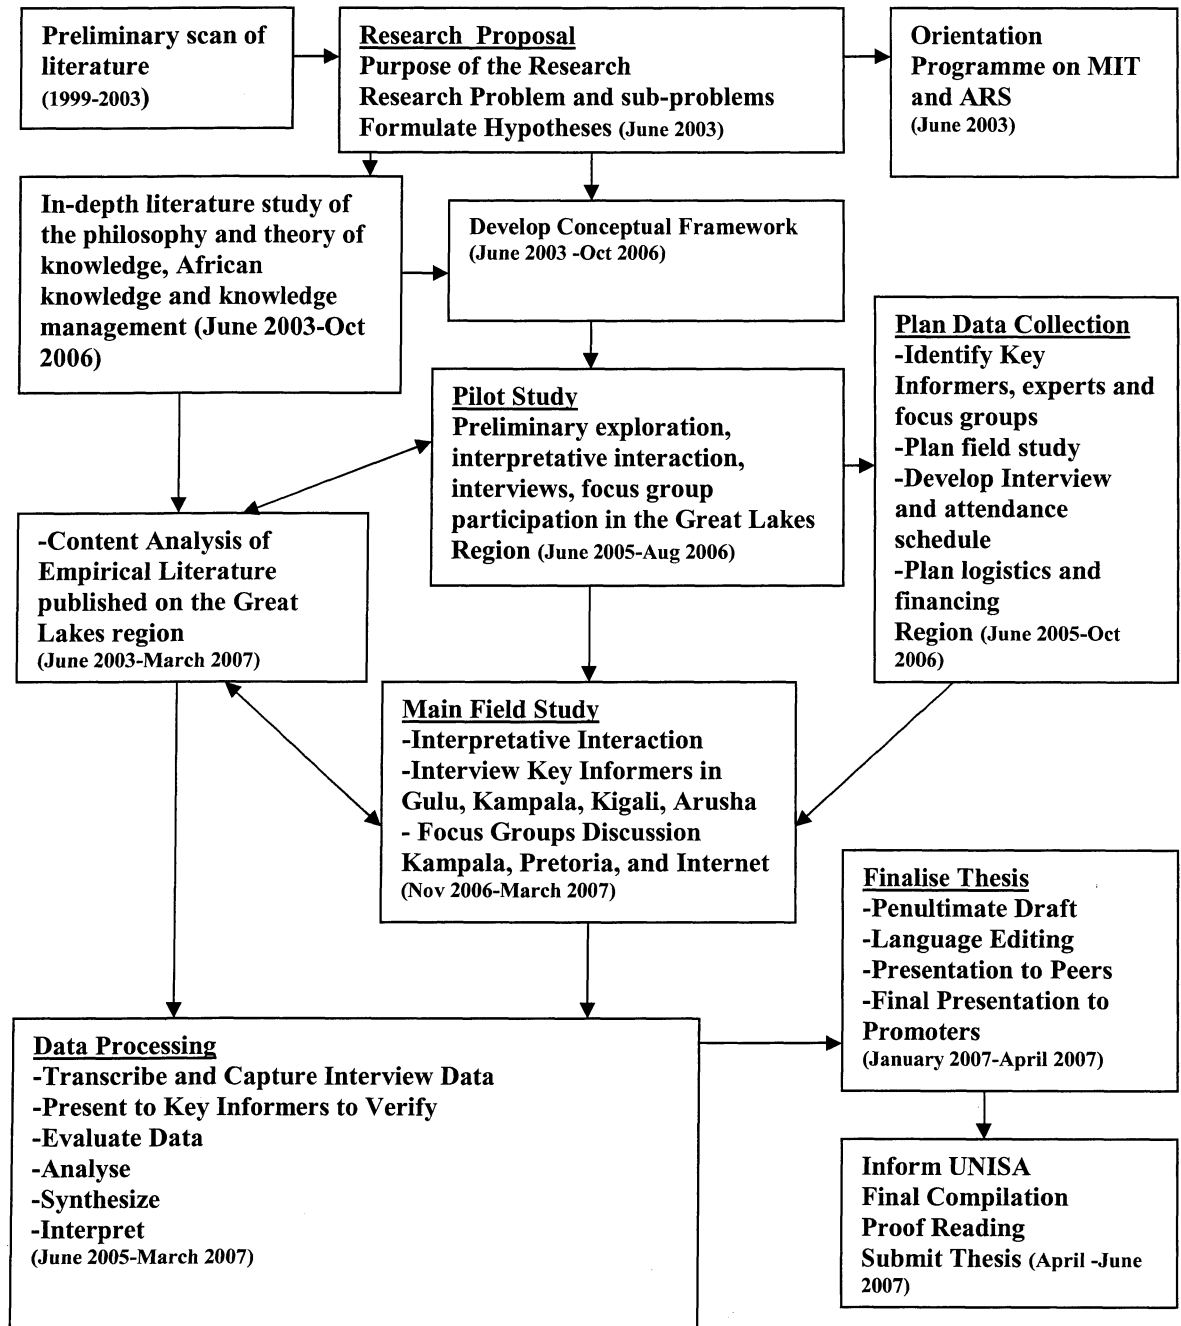 Preliminary scan of
literature
(1999-2003)
Research Proposal
Purpose of the Research
Research Problem and sub-problems
Formulate Hypotheses (June 2003)
Orientation
Programme on MIT
and ARS
(June 2003)
In-depth literature study of
the philosophy and theory of
knowledge, African
knowledge and knowledge
management (June 2003-Oct
2006)
Develop Conceptual Framework
(June 2003 -Oct 2006)
Plan Data Collection
-Identify Key
Informers, experts and
focus groups
-Plan field study
-Develop Interview
and attendance
schedule
-Plan logistics and
financing
Region (June 2005-Oct
2006)
Pilot Study
Preliminary exploration,
interpretative interaction,
interviews, focus group
participation in the Great Lakes
Region (June 2005-Aug 2006)
-Content Analysis of
Empirical Literature
published on the Great
Lakes region
(June 2003-March 2007)
Main Field Study
-Interpretative Interaction
-Interview Key Informers in
Gulu, Kampala, Kigali, Arusha
- Focus Groups Discussion
Kampala, Pretoria, and Internet
(Nov 2006-March 2007)
Finalise Thesis
-Penultimate Draft
-Language Editing
-Presentation to Peers
-Final Presentation to
Promoters
(January 2007-April 2007)
Data Processing
-Transcribe and Capture Interview Data
-Present to Key Informers to Verify
-Evaluate Data
-Analyse
-Synthesize
-Interpret
(June 2005-March 2007)
Inform UNISA
Final Compilation
Proof Reading
Submit Thesis (April -June
2007)